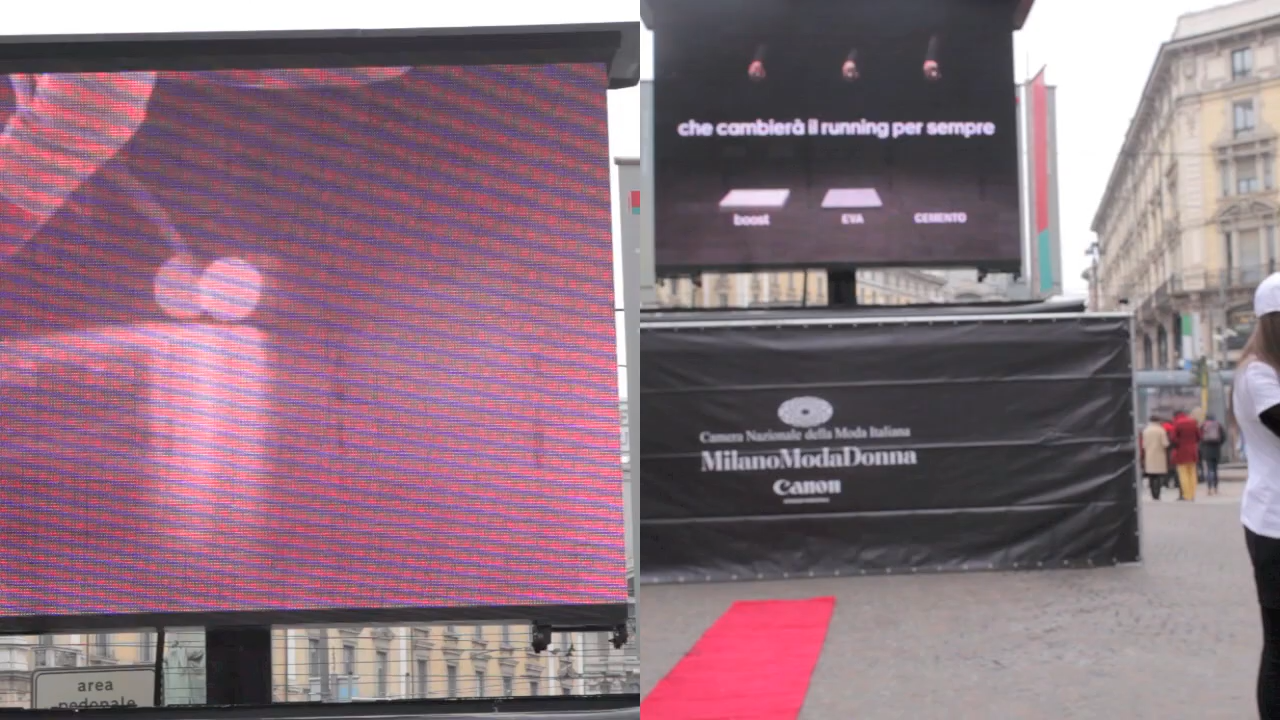 area
pedonale
che cambierà il running per sempre
boost
EVA
CEMENTO
Camera Nazionale della Moda Italiana
MilanoModaDonna
Canon